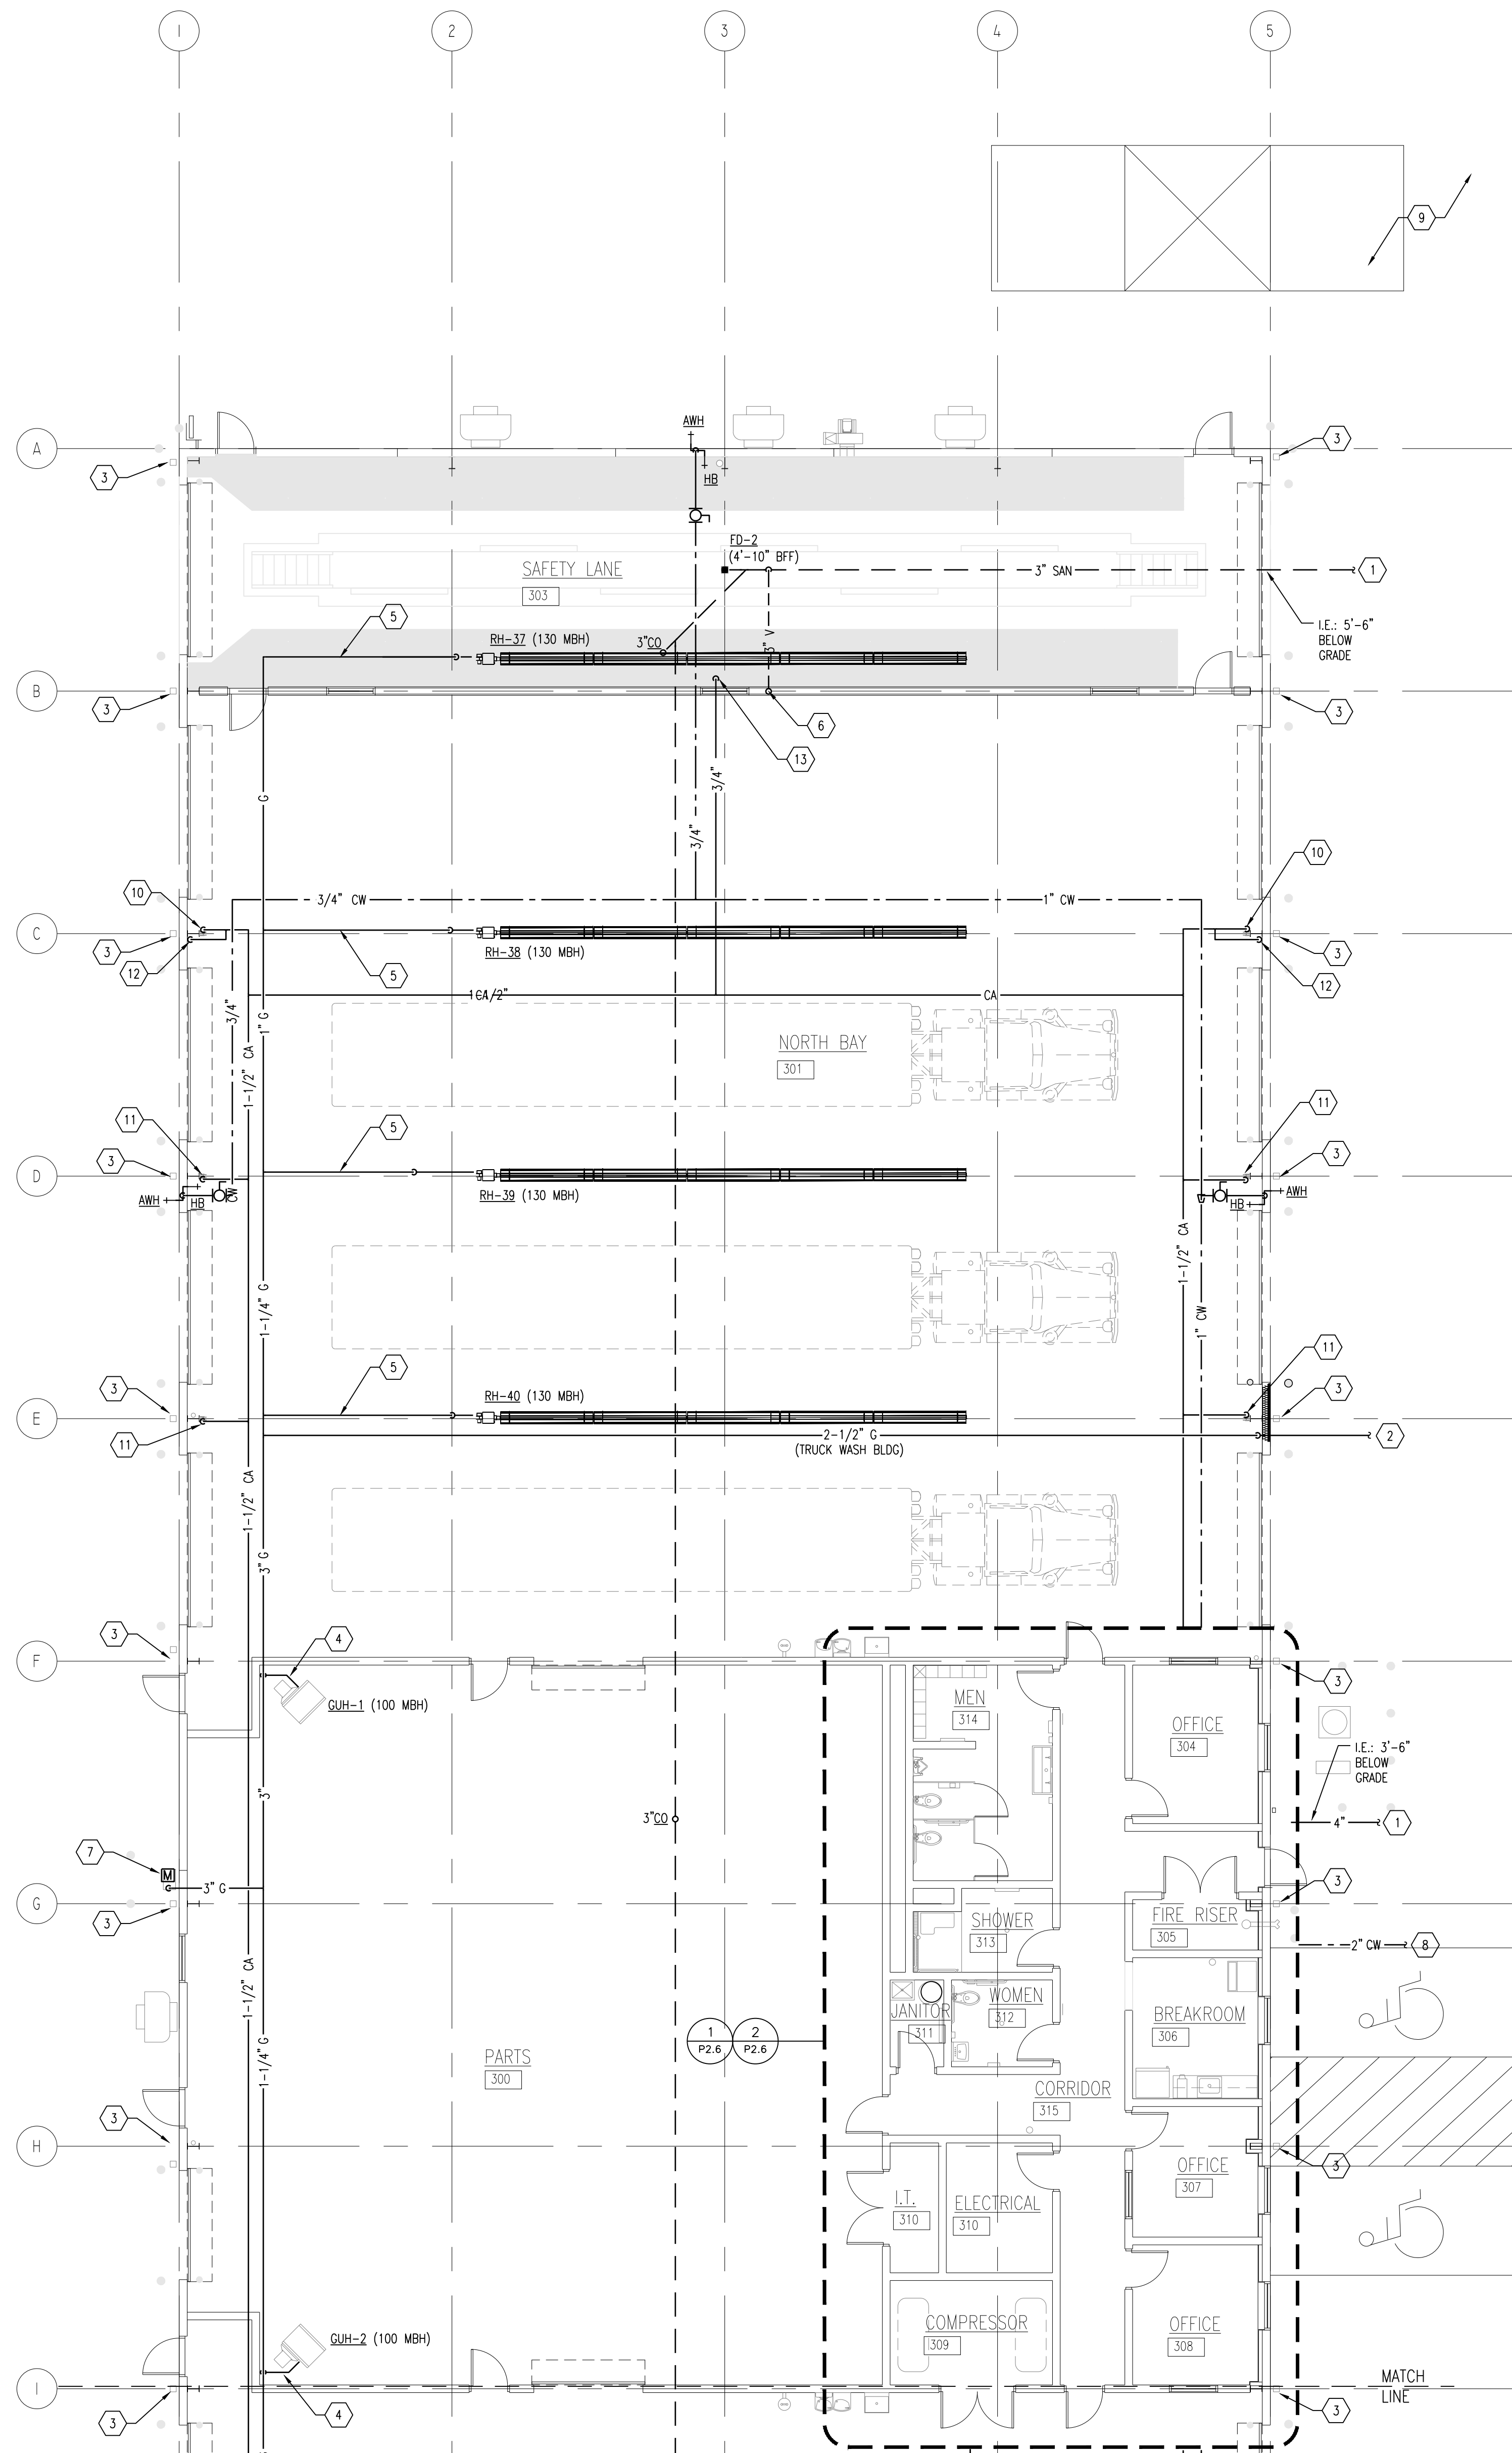 1 2 3 4 5
9
A
AWH
3
3
HB
FD-2
(4'-10" BFF)
SAFETY LANE
303
3" SAN
1
5
RH-37 (130 MBH)
3"CO
3" V
I.E.: 5'-6"
BELOW
GRADE
B
3
6
3
13
G
3/4"
3/4"
10
3/4" CW
1" CW
10
C
3
12
5
RH-38 (130 MBH)
3
12
3/4"
1" G
CA
1-1/2"
1CA/2"
CA
NORTH BAY
301
11
3
D
5
RH-39 (130 MBH)
11
3
AWH
HB
CW
HB
AWH
1-1/2" CA
1-1/4" G
1" CW
3
E
11
5
RH-40 (130 MBH)
11
3
2-1/2" G
(TRUCK WASH BLDG)
2
1-1/2" CA
3" G
3
F
4
GUH-1 (100 MBH)
MEN
314
OFFICE
304
3
I.E.: 3'-6"
BELOW
GRADE
3"
3"CO
4"
1
7
M
3" G
G
3
SHOWER
313
FIRE RISER
305
3
2" CW
8
1-1/2" CA
1-1/4" G
JANITOR
311
WOMEN
312
BREAKROOM
306
1
P2.6
2
P2.6
PARTS
300
CORRIDOR
315
3
H
3
OFFICE
307
I.T.
310
ELECTRICAL
310
GUH-2 (100 MBH)
COMPRESSOR
309
OFFICE
308
I
3
4
MATCH
LINE
3